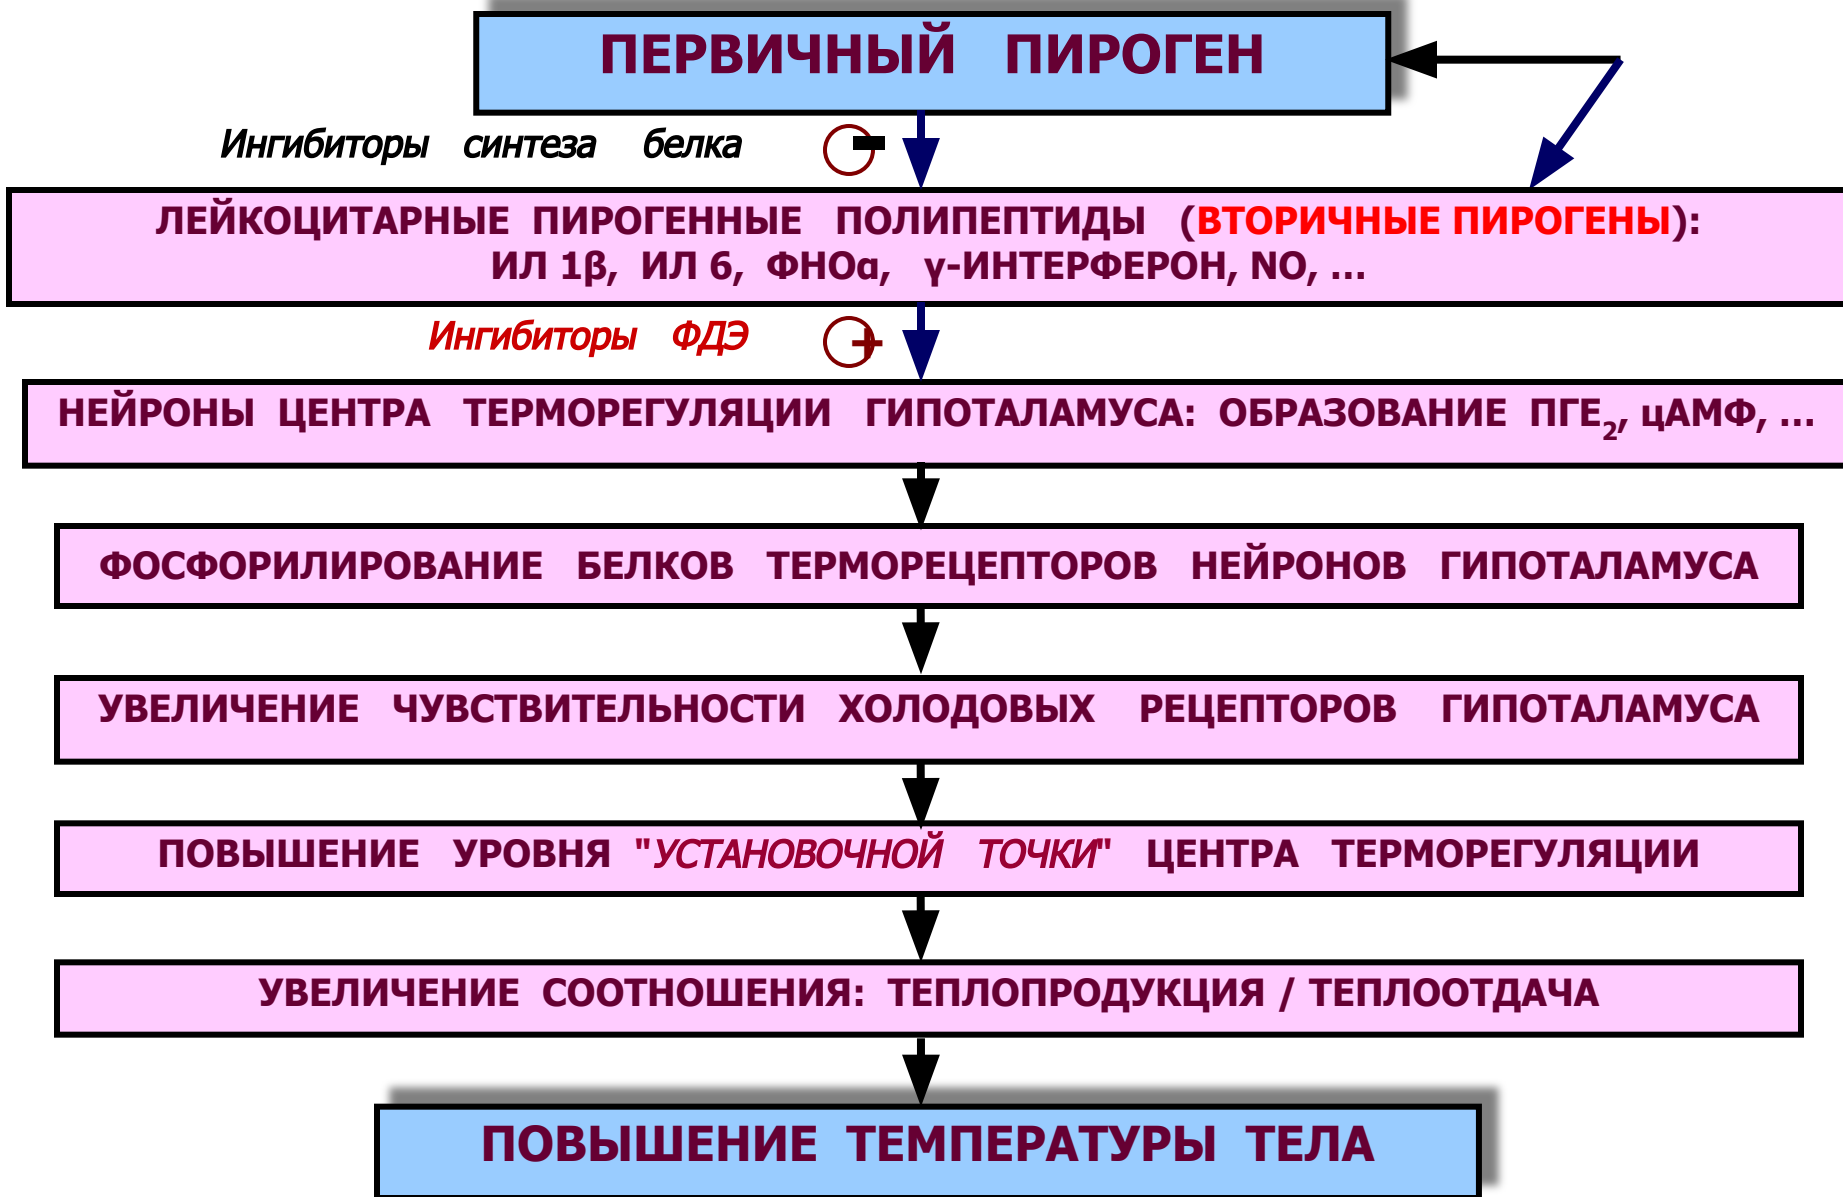 ПЕРВИЧНЫЙ ПИРОГЕН
Ингибиторы синтеза белка -
ЛЕЙКОЦИТАРНЫЕ ПИРОГЕННЫЕ ПОЛИПЕПТИДЫ (ВТОРИЧНЫЕ ПИРОГЕНЫ):
ИЛ 1β, ИЛ 6, ФНОα, γ-ИНТЕРФЕРОН, NO, ...
Ингибиторы ФДЭ +
НЕЙРОНЫ ЦЕНТРА ТЕРМОРЕГУЛЯЦИИ ГИПОТАЛАМУСА: ОБРАЗОВАНИЕ ПГЕ₂, цАМФ, ...
ФОСФОРИЛИРОВАНИЕ БЕЛКОВ ТЕРМОРЕЦЕПТОРОВ НЕЙРОНОВ ГИПОТАЛАМУСА
УВЕЛИЧЕНИЕ ЧУВСТВИТЕЛЬНОСТИ ХОЛОДОВЫХ РЕЦЕПТОРОВ ГИПОТАЛАМУСА
ПОВЫШЕНИЕ УРОВНЯ "УСТАНОВОЧНОЙ ТОЧКИ" ЦЕНТРА ТЕРМОРЕГУЛЯЦИИ
УВЕЛИЧЕНИЕ СООТНОШЕНИЯ: ТЕПЛОПРОДУКЦИЯ / ТЕПЛООТДАЧА
ПОВЫШЕНИЕ ТЕМПЕРАТУРЫ ТЕЛА